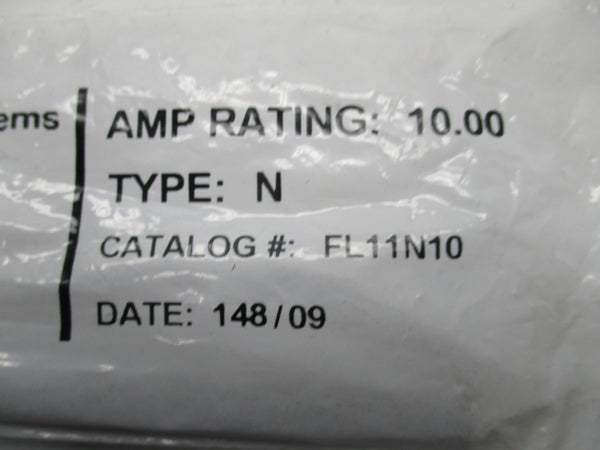 ems
AMP RATING: 10.00
TYPE: N
CATALOG #: FL11N10
DATE: 148/09